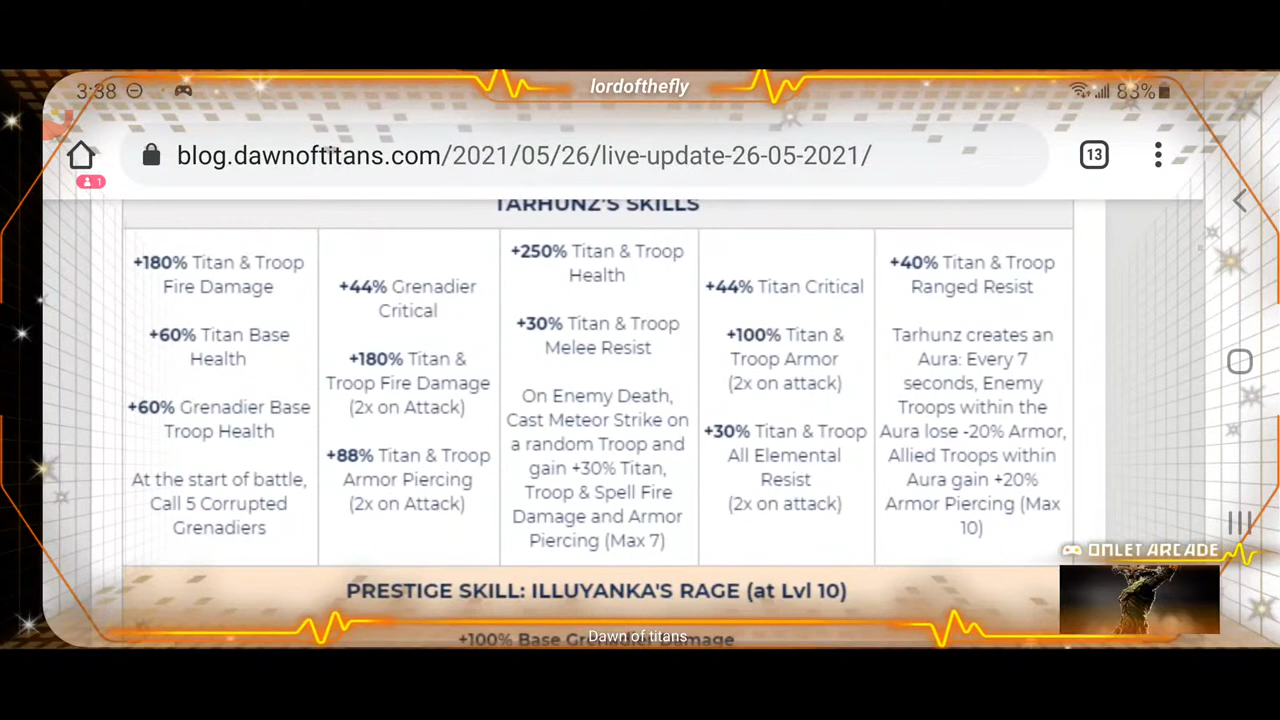 lordofthefly
3:38
83%
blog.dawnoftitans.com/2021/05/26/live-update-26-05-2021/
13
1
TARHUNZ'S SKILLS
+180% Titan & Troop
Fire Damage
+60% Titan Base
Health
+60% Grenadier Base
Troop Health
At the start of battle,
Call 5 Corrupted
Grenadiers
+44% Grenadier
Critical
+180% Titan &
Troop Fire Damage
(2x on Attack)
+88% Titan & Troop
Armor Piercing
(2x on Attack)
+250% Titan & Troop
Health
+30% Titan & Troop
Melee Resist
On Enemy Death,
Cast Meteor Strike on
a random Troop and
gain +30% Titan,
Troop & Spell Fire
Damage and Armor
Piercing (Max 7)
+44% Titan Critical
+100% Titan &
Troop Armor
(2x on attack)
+30% Titan & Troop
All Elemental
Resist
(2x on attack)
+40% Titan & Troop
Ranged Resist
Tarhunz creates an
Aura: Every 7
seconds, Enemy
Troops within the
Aura lose -20% Armor,
Allied Troops within
Aura gain +20%
Armor Piercing (Max
10)
OMLET ARCADE
PRESTIGE SKILL: ILLUYANKA'S RAGE (at Lvl 10)
+100% Base Grenadier Damage
Dawn of titans